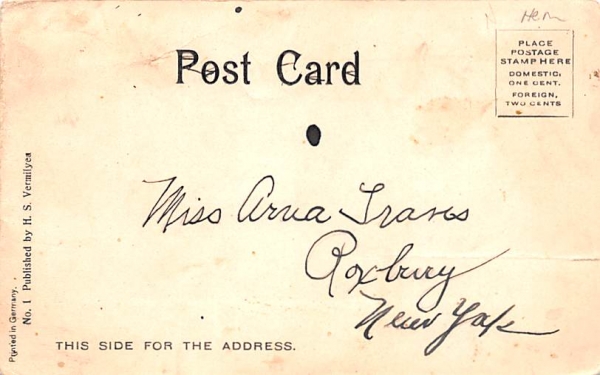 Post Card
PLACE
POSTAGE
STAMP HERE
DOMESTIC,
ONE CENT.
FOREIGN,
TWO CENTS
Miss Anna Travis
Roxbury
New York
THIS SIDE FOR THE ADDRESS.
No. 1 Published by H. S. Vermilyea
Printed in Germany.